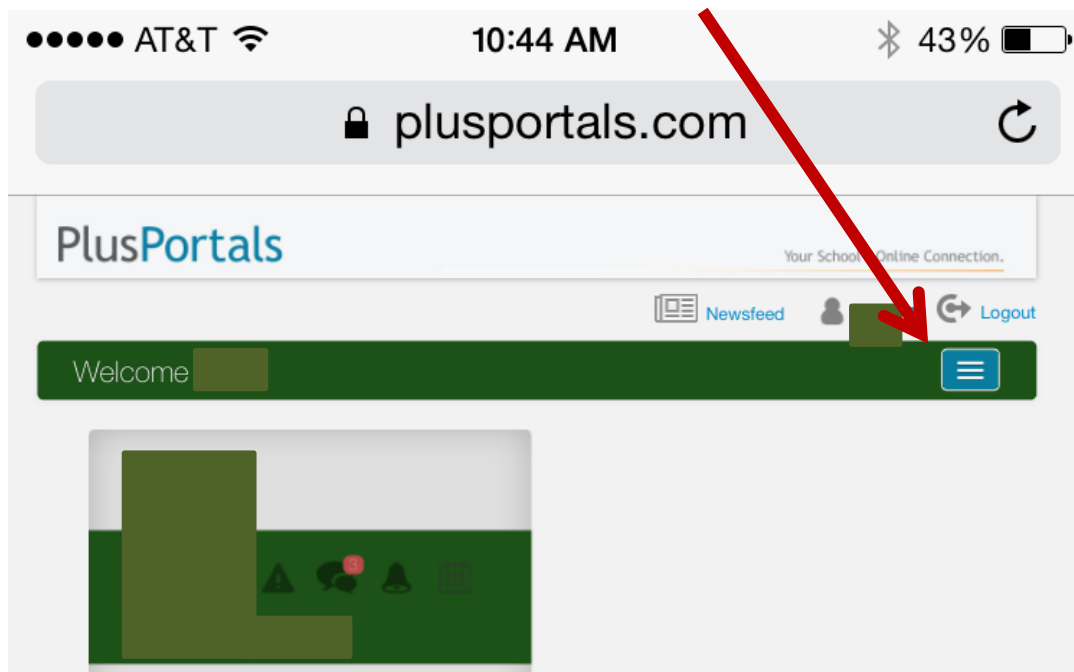 AT&T 10:44 AM 43%
plusportals.com
PlusPortals
Your School Online Connection.
Newsfeed Logout
Welcome
3